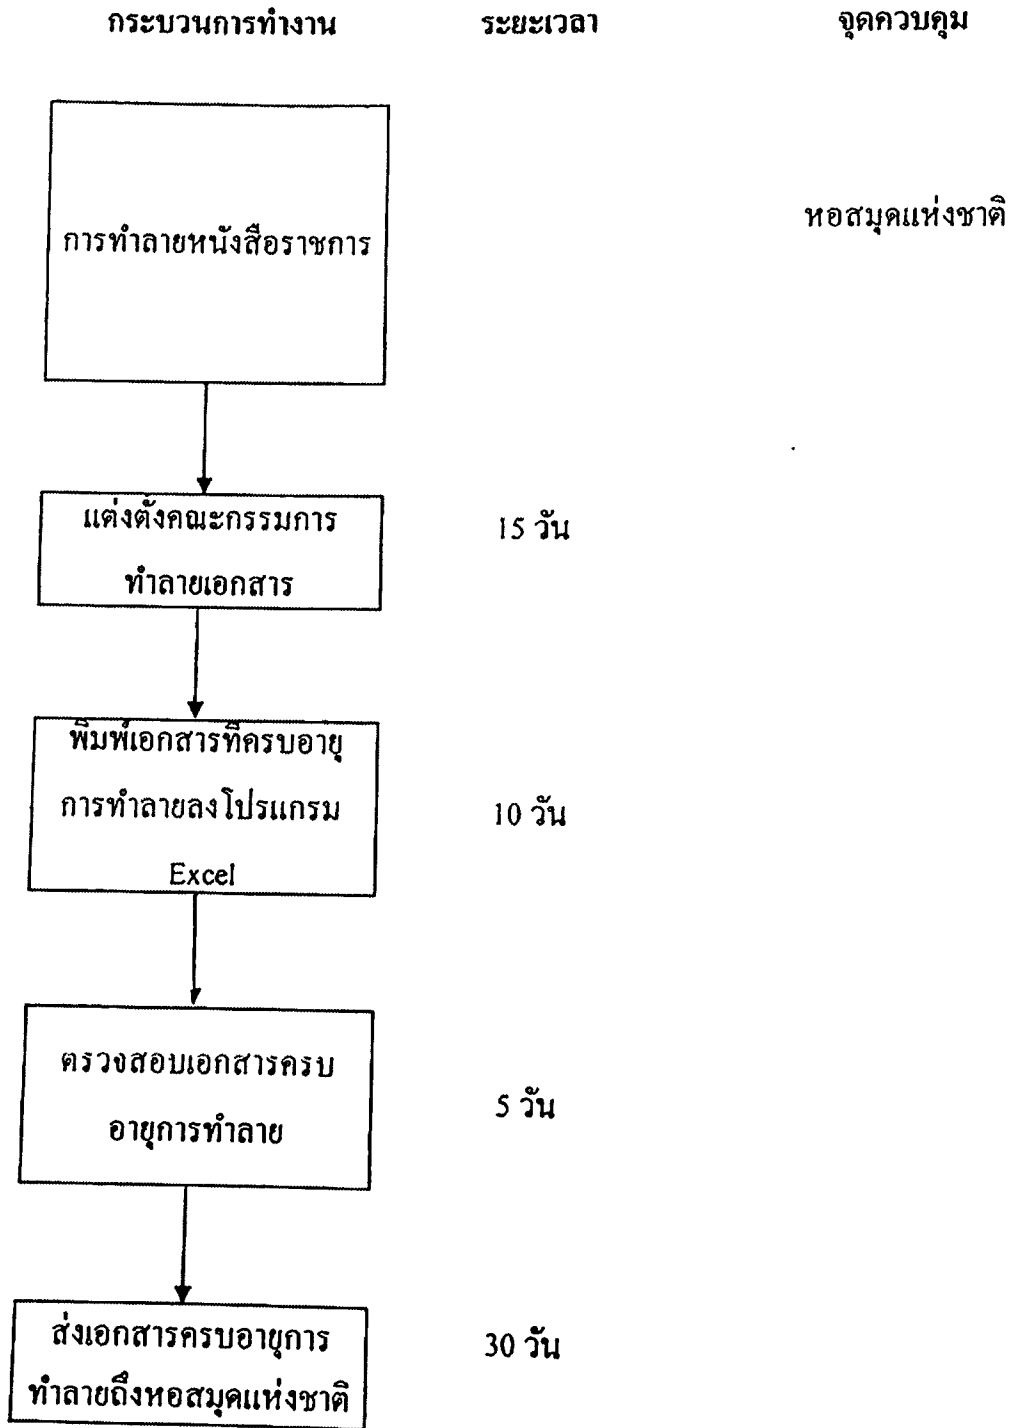 กระบวนการทำงาน ระยะเวลา จุดควบคุม
หอสมุดแห่งชาติ
การทำลายหนังสือราชการ
แต่งตั้งคณะกรรมการ
ทำลายเอกสาร
15 วัน
พิมพ์เอกสารที่ครบอายุ
การทำลายลงโปรแกรม
Excel
10 วัน
ตรวจสอบเอกสารครบ
อายุการทำลาย
5 วัน
ส่งเอกสารครบอายุการ
ทำลายถึงหอสมุดแห่งชาติ
30 วัน